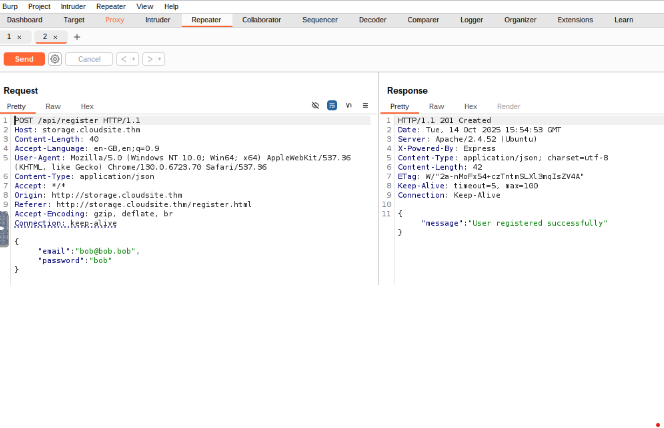 Burp Project Intruder Repeater View Help
Dashboard Target Proxy Intruder Repeater Collaborator Sequencer Decoder Comparer Logger Organizer Extensions Learn
1 × 2 × +
Send Cancel < >
Request
Pretty Raw Hex
1 POST /api/register HTTP/1.1
2 Host: storage.cloudsite.thm
3 Content-Length: 40
4 Accept-Language: en-GB,en;q=0.9
5 User-Agent: Mozilla/5.0 (Windows NT 10.0; Win64; x64) AppleWebKit/537.36
(KHTML, like Gecko) Chrome/130.0.6723.70 Safari/537.36
6 Content-Type: application/json
7 Accept: */*
8 Origin: http://storage.cloudsite.thm
9 Referer: http://storage.cloudsite.thm/register.html
Accept-Encoding: gzip, deflate, br
Connection: keep-alive
{
"email":"bob@bob.bob",
"password":"bob"
}
Response
Pretty Raw Hex Render
1 HTTP/1.1 201 Created
2 Date: Tue, 14 Oct 2025 15:54:53 GMT
3 Server: Apache/2.4.52 (Ubuntu)
4 X-Powered-By: Express
5 Content-Type: application/json; charset=utf-8
6 Content-Length: 42
7 ETag:
8 Keep-Alive: timeout=5, max=100
9 Connection: Keep-Alive
10
11 {
"message":"User registered successfully"
}